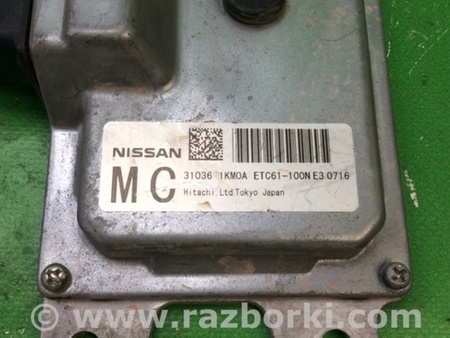 NISSAN
MC 31036 1KM0A ETC61-100N E3 0716
Hitachi.Ltd.Tokyo Japan
www.razborki.com